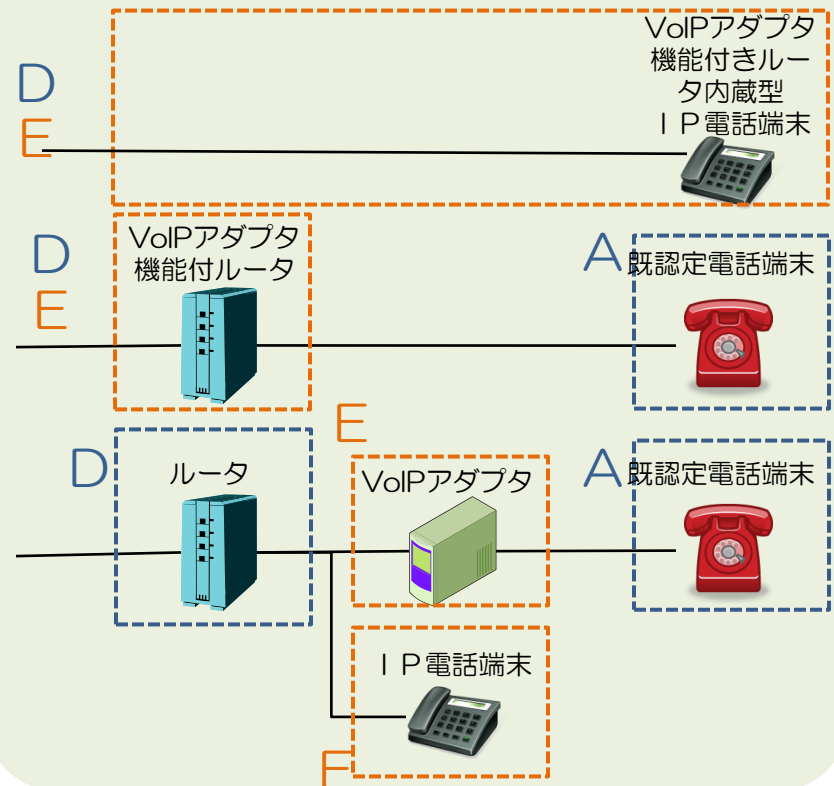 VoIPアダプタ
機能付きルー
タ内蔵型
IP電話端末
D
E
VoIPアダプタ
機能付ルータ
D
E
A
既認定電話端末
E
D
ルータ
VoIPアダプタ
A
既認定電話端末
IP電話端末
E